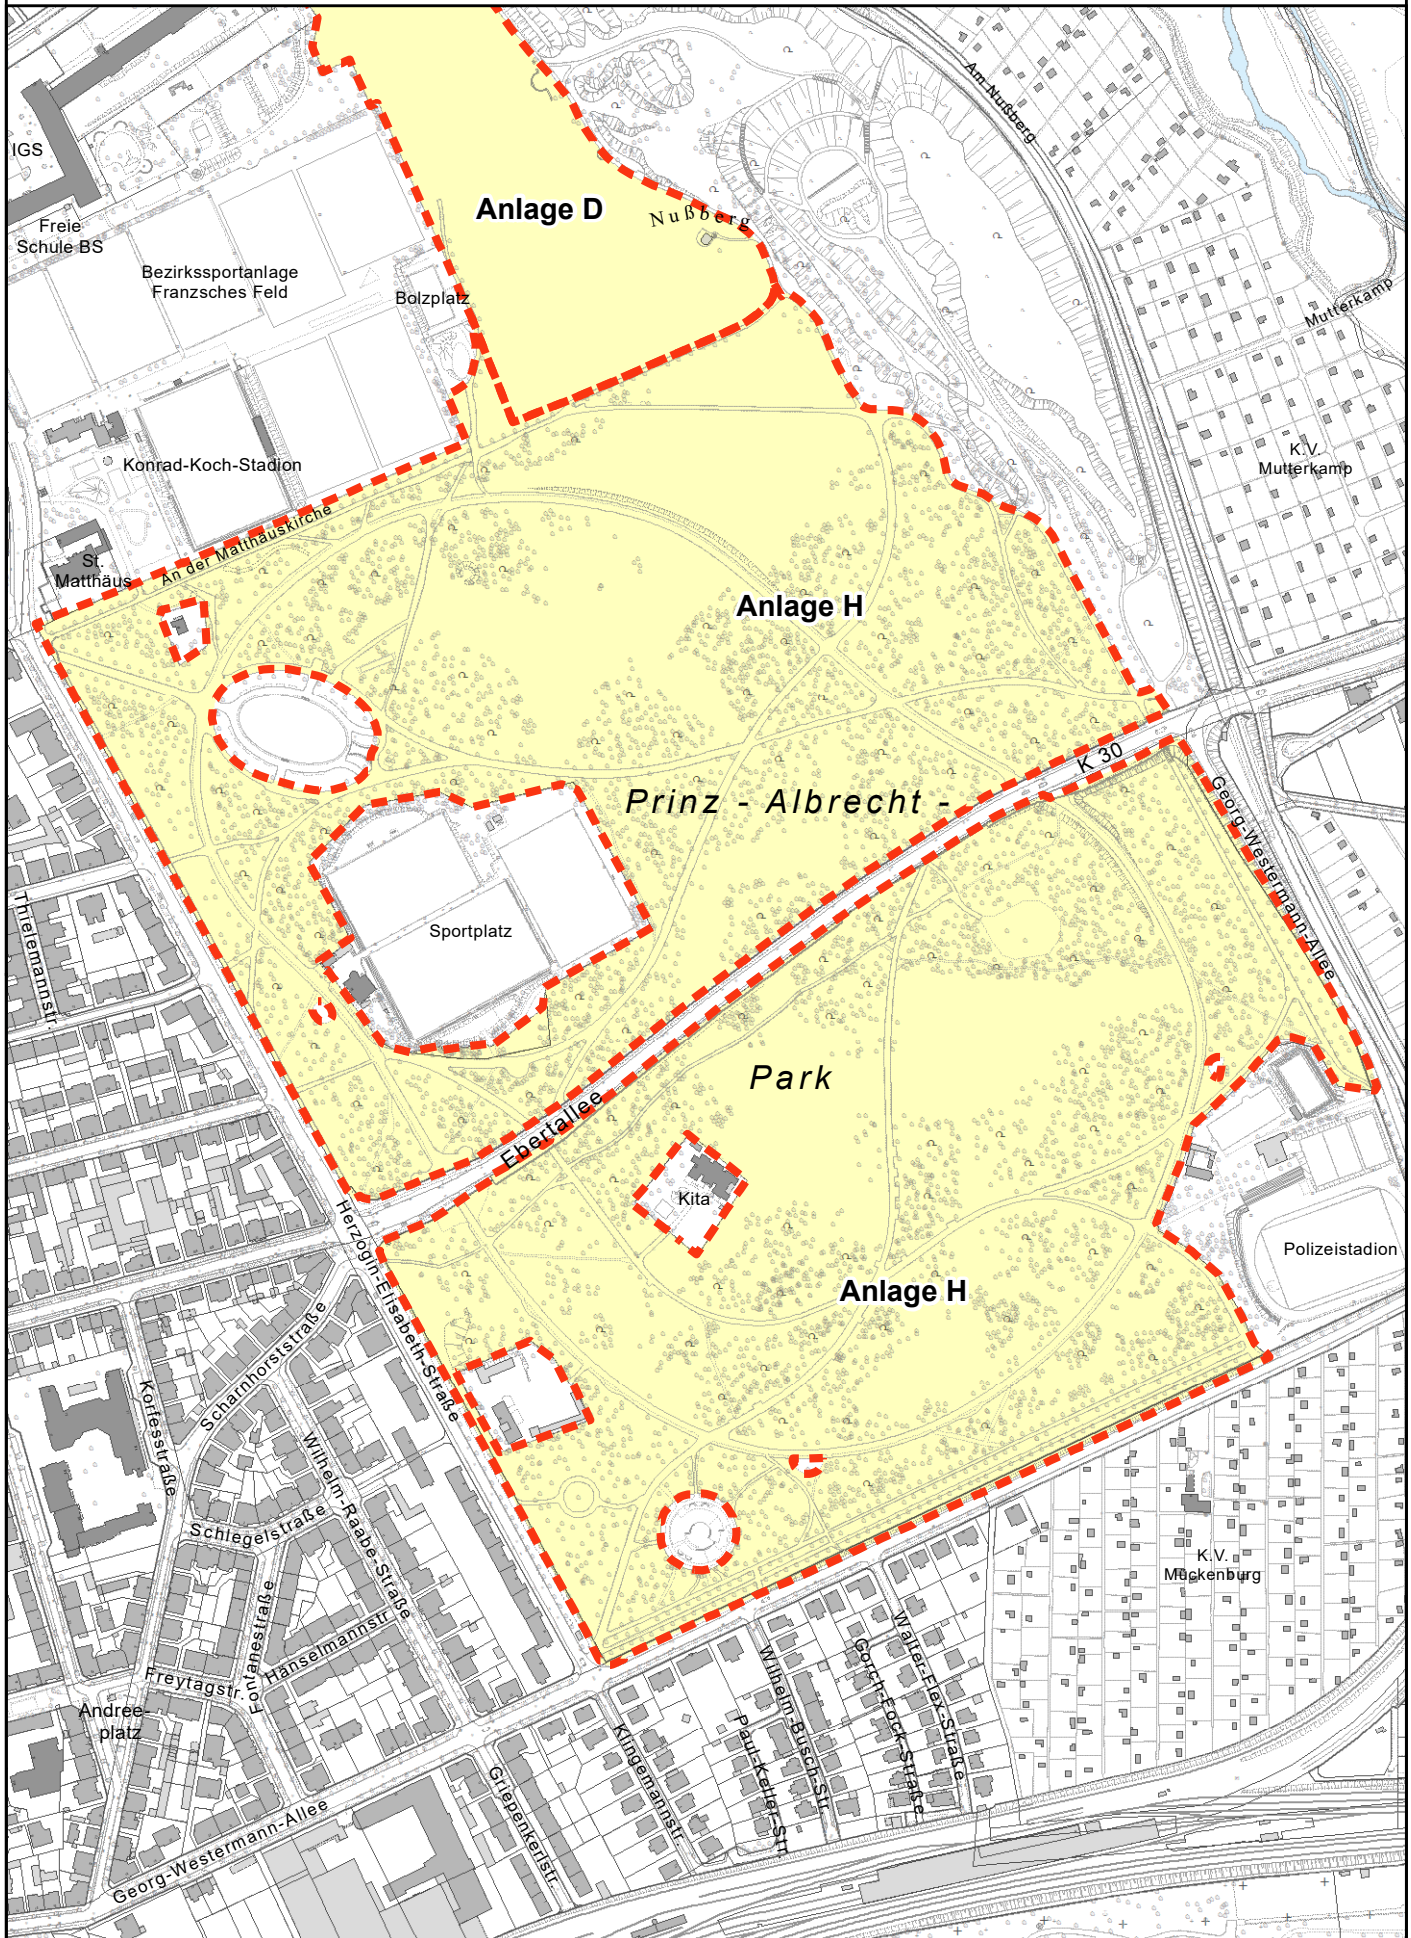 Am Nußberg
IGS
Anlage D
Nußberg
Freie
Schule BS
Bezirkssportanlage
Franzsches Feld
Bolzplatz
Mutterkamp
K.V.
Mutterkamp
Konrad-Koch-Stadion
An der Matthäuskirche
St.
Matthäus
Anlage H
K 30
Prinz - Albrecht -
Georg-Westermann-Allee
Thielemannstr.
Sportplatz
Park
Ebertallee
Kita
Herzogin-Elisabeth-Straße
Polizeistadion
Anlage H
Scharnhorststraße
Korfesstraße
Wilhelm-Raabe-Straße
Schlegelstraße
K.V.
Mückenburg
Fontanestraße
Hänselmannstr.
Freytagstr.
Andree-
platz
Walter-Flex-Straße
Gorch-Fock-Straße
Wilhelm-Busch-Str.
Paul-Keller-Str.
Klingemannstr.
Griepenkerlstr.
Georg-Westermann-Allee